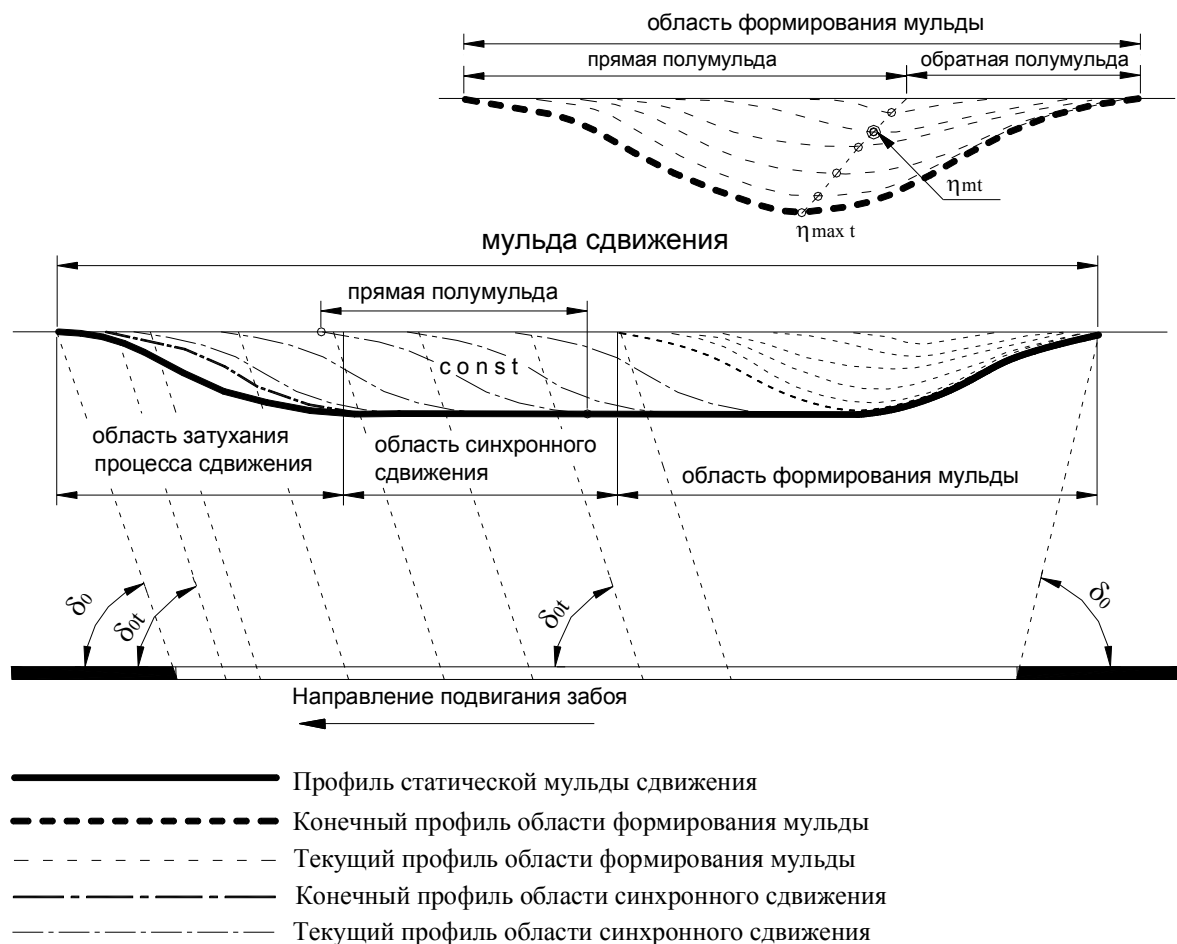 область формирования мульды
прямая полумульда
обратная полумульда
ηmt
ηmax t
мульда сдвижения
прямая полумульда
const
область затухания
процесса сдвижения
область синхронного
сдвижения
область формирования мульды
δ0
δ0t
δ0t
δ0
Направление подвигания забоя
Профиль статической мульды сдвижения
Конечный профиль области формирования мульды
Текущий профиль области формирования мульды
Конечный профиль области синхронного сдвижения
Текущий профиль области синхронного сдвижения